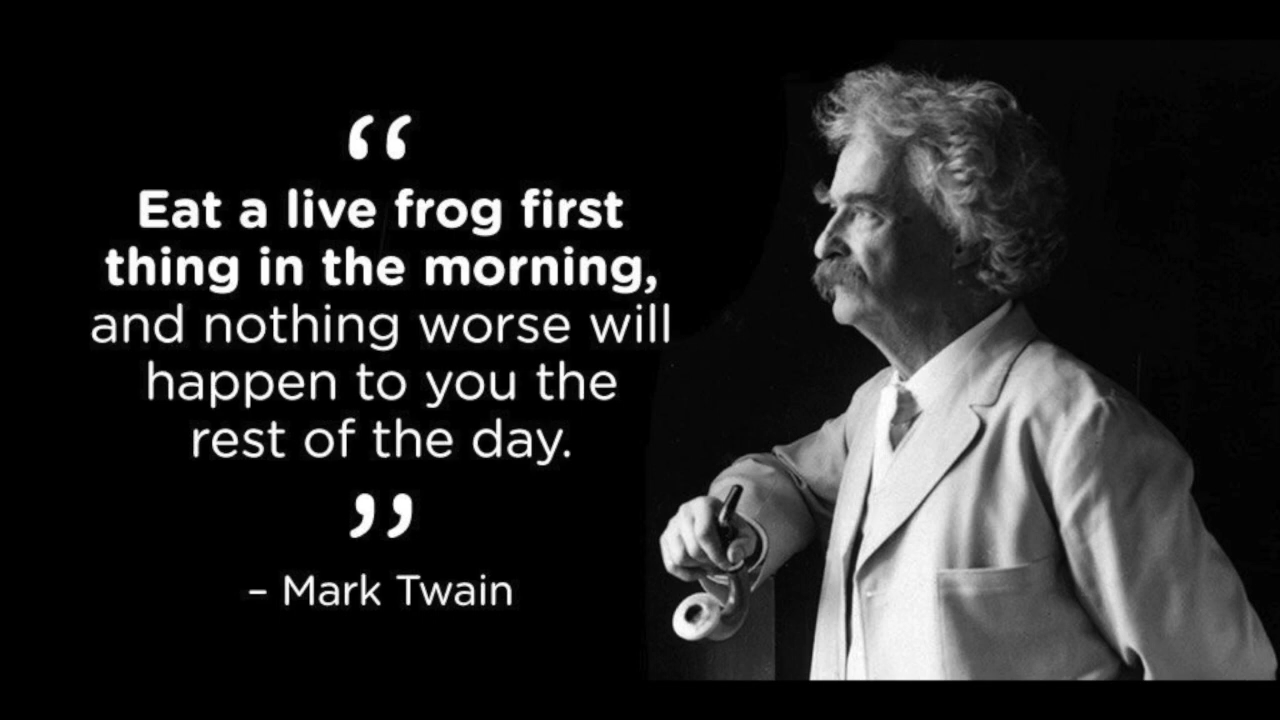 “
Eat a live frog first
thing in the morning,
and nothing worse will
happen to you the
rest of the day.
”
– Mark Twain